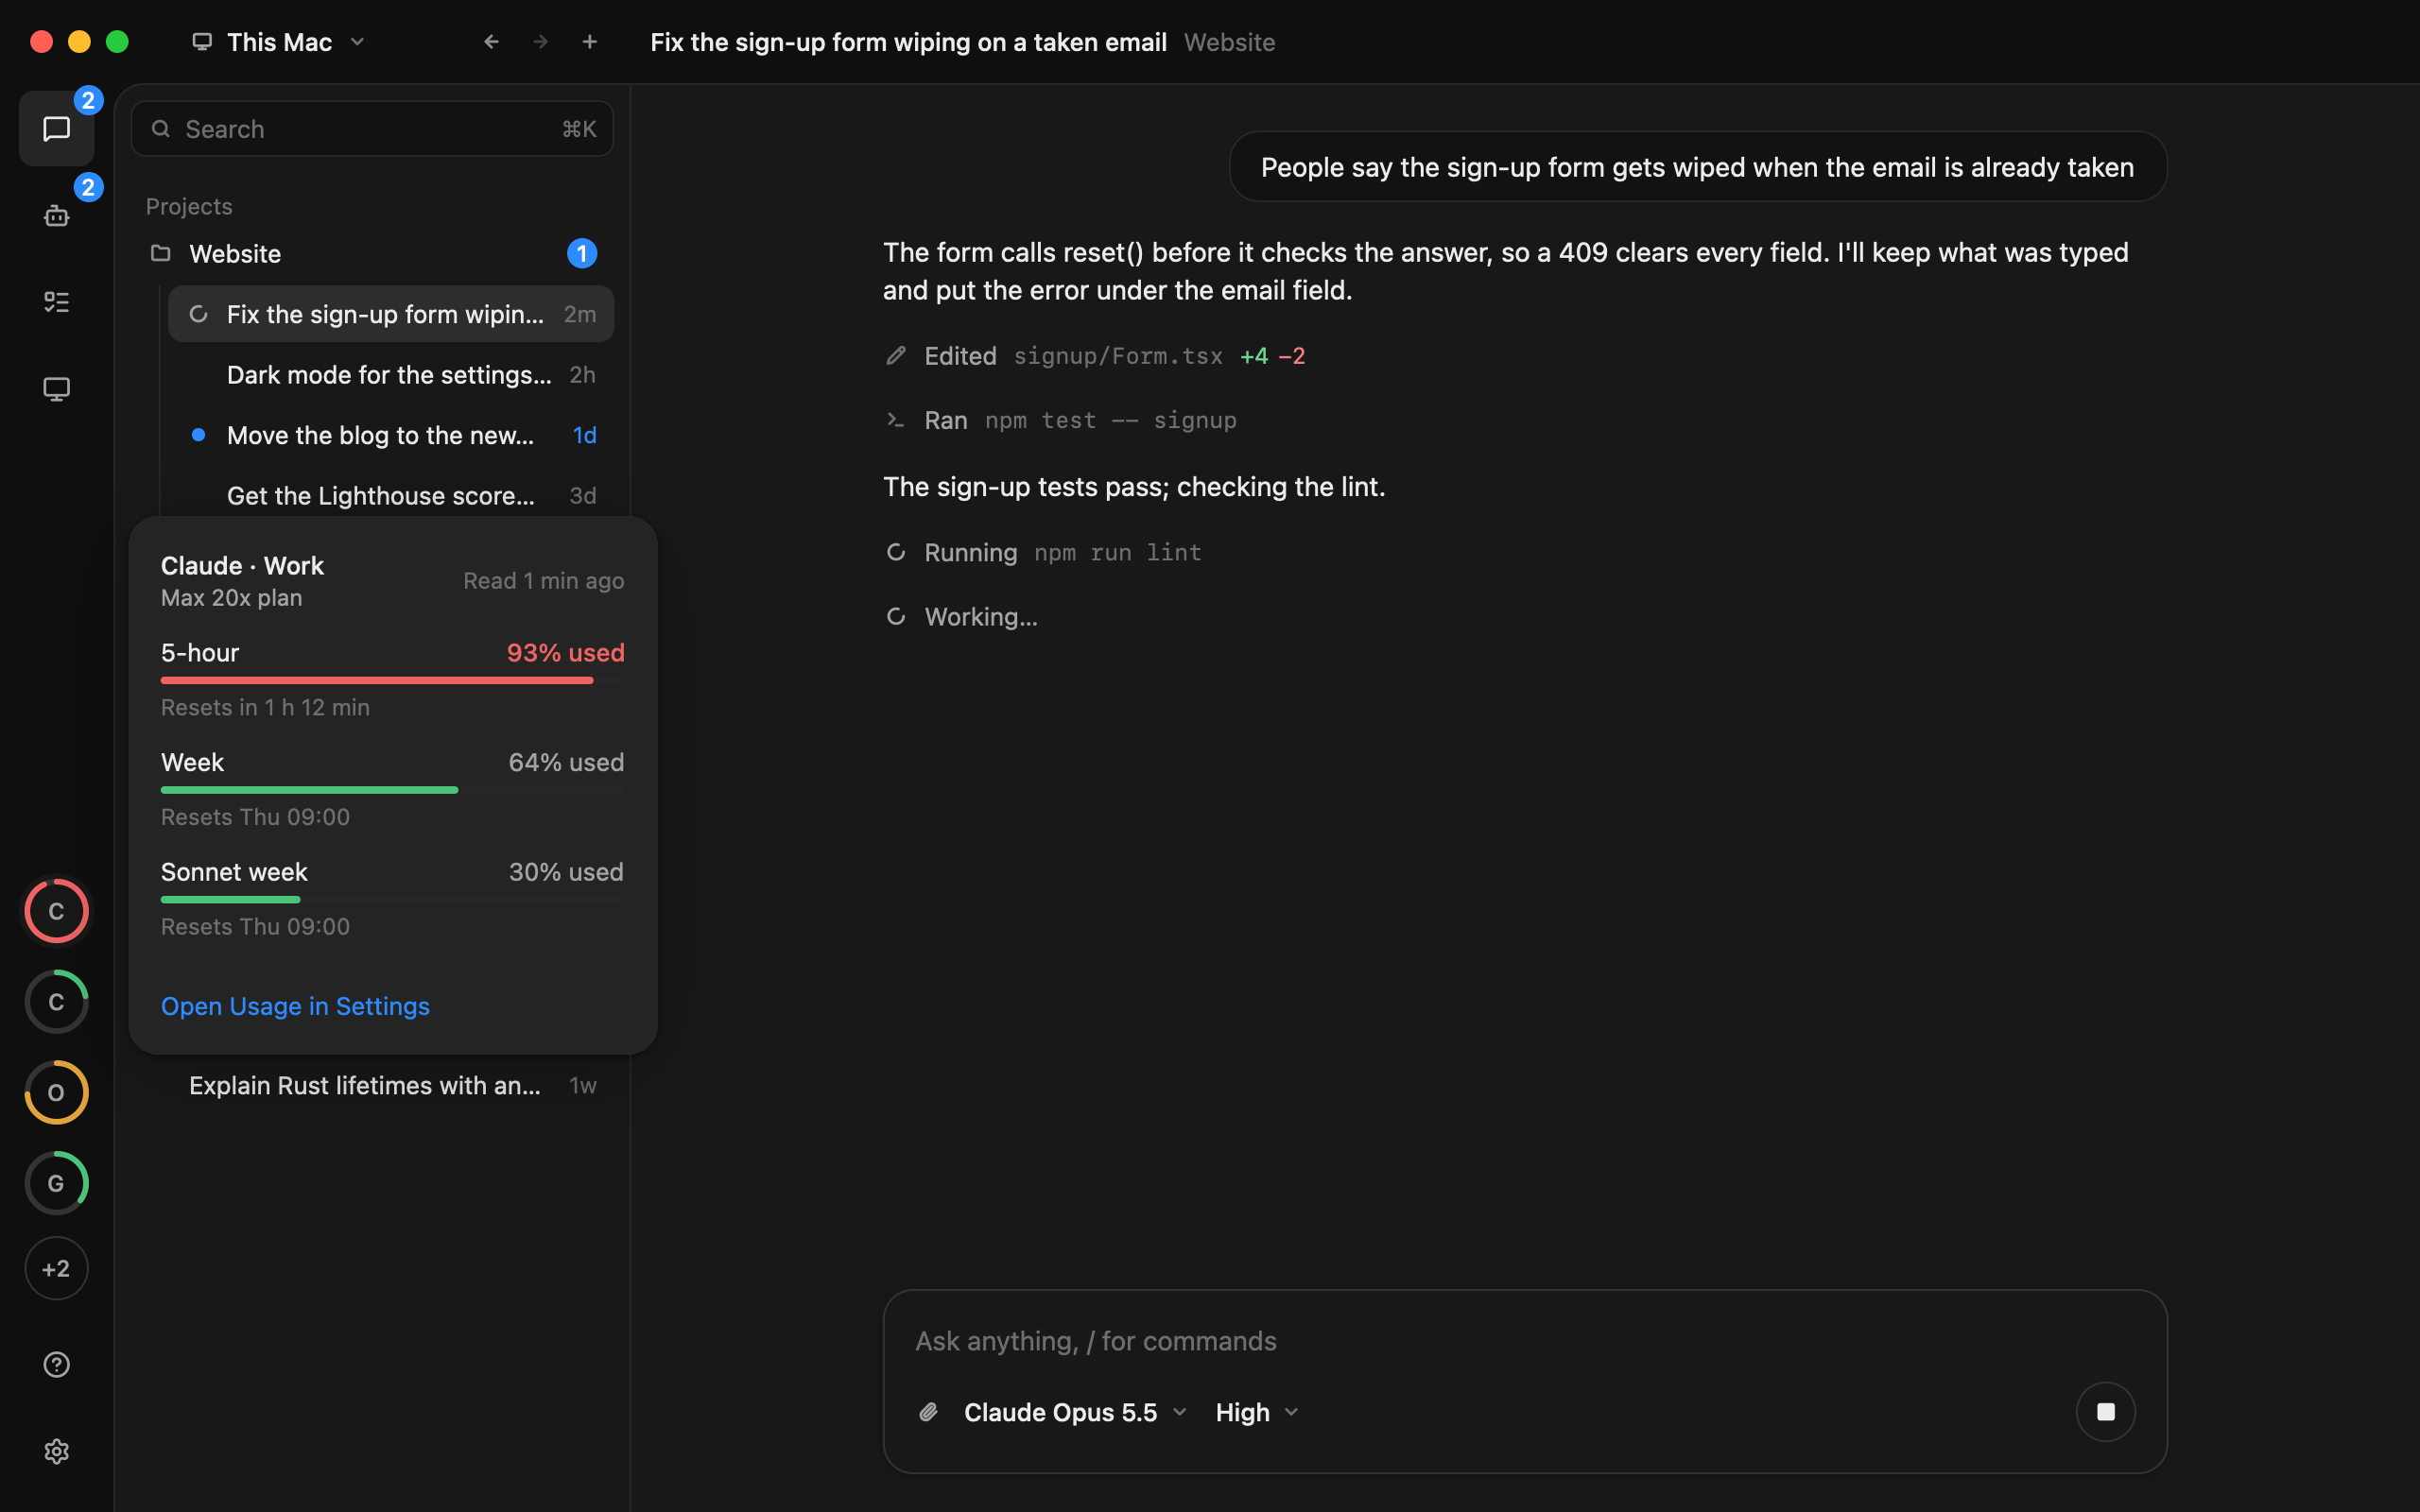 This Mac
Fix the sign-up form wiping on a taken email Website
2
Search ⌘K
2
Projects
Website 1
Fix the sign-up form wipin... 2m
Dark mode for the settings... 2h
Move the blog to the new... 1d
Get the Lighthouse score... 3d
Claude · Work
Max 20x plan
Read 1 min ago
5-hour 93% used
Resets in 1 h 12 min
Week 64% used
Resets Thu 09:00
Sonnet week 30% used
Resets Thu 09:00
Open Usage in Settings
Explain Rust lifetimes with an... 1w
C
C
O
G
+2
People say the sign-up form gets wiped when the email is already taken
The form calls reset() before it checks the answer, so a 409 clears every field. I'll keep what was typed
and put the error under the email field.
Edited signup/Form.tsx +4 −2
Ran npm test -- signup
The sign-up tests pass; checking the lint.
Running npm run lint
Working...
Ask anything, / for commands
Claude Opus 5.5 High